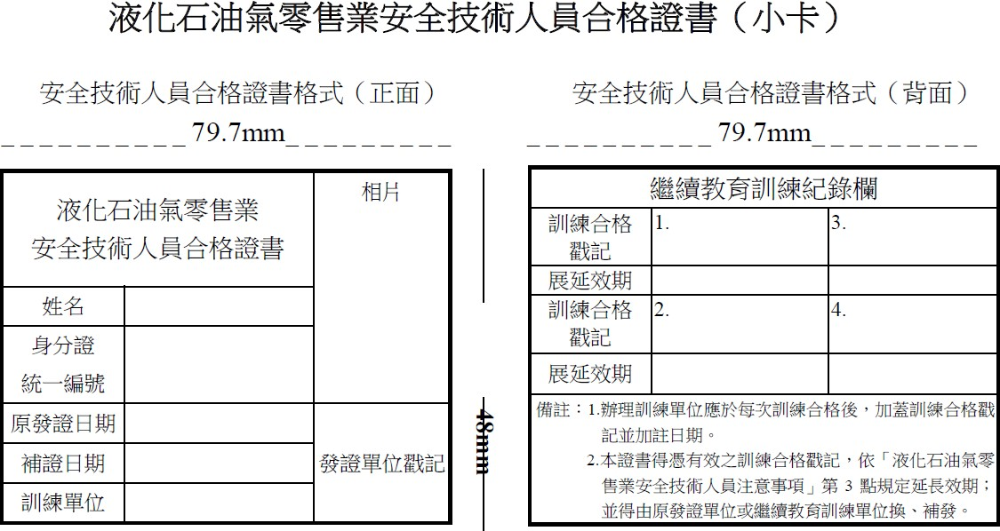 液化石油氣零售業安全技術人員合格證書（小卡）
安全技術人員合格證書格式（正面）
79.7mm
液化石油氣零售業
安全技術人員合格證書
相片
姓名
身分證
統一編號
原發證日期
補證日期
訓練單位
發證單位戳記
48mm
安全技術人員合格證書格式（背面）
79.7mm
繼續教育訓練紀錄欄
訓練合格
戳記
1.
3.
展延效期
訓練合格
戳記
2.
4.
展延效期
備註：1.辦理訓練單位應於每次訓練合格後，加蓋訓練合格戳
記並加註日期。
2.本證書得憑有效之訓練合格戳記，依「液化石油氣零
售業安全技術人員注意事項」第 3 點規定延長效期；
並得由原發證單位或繼續教育訓練單位換、補發。